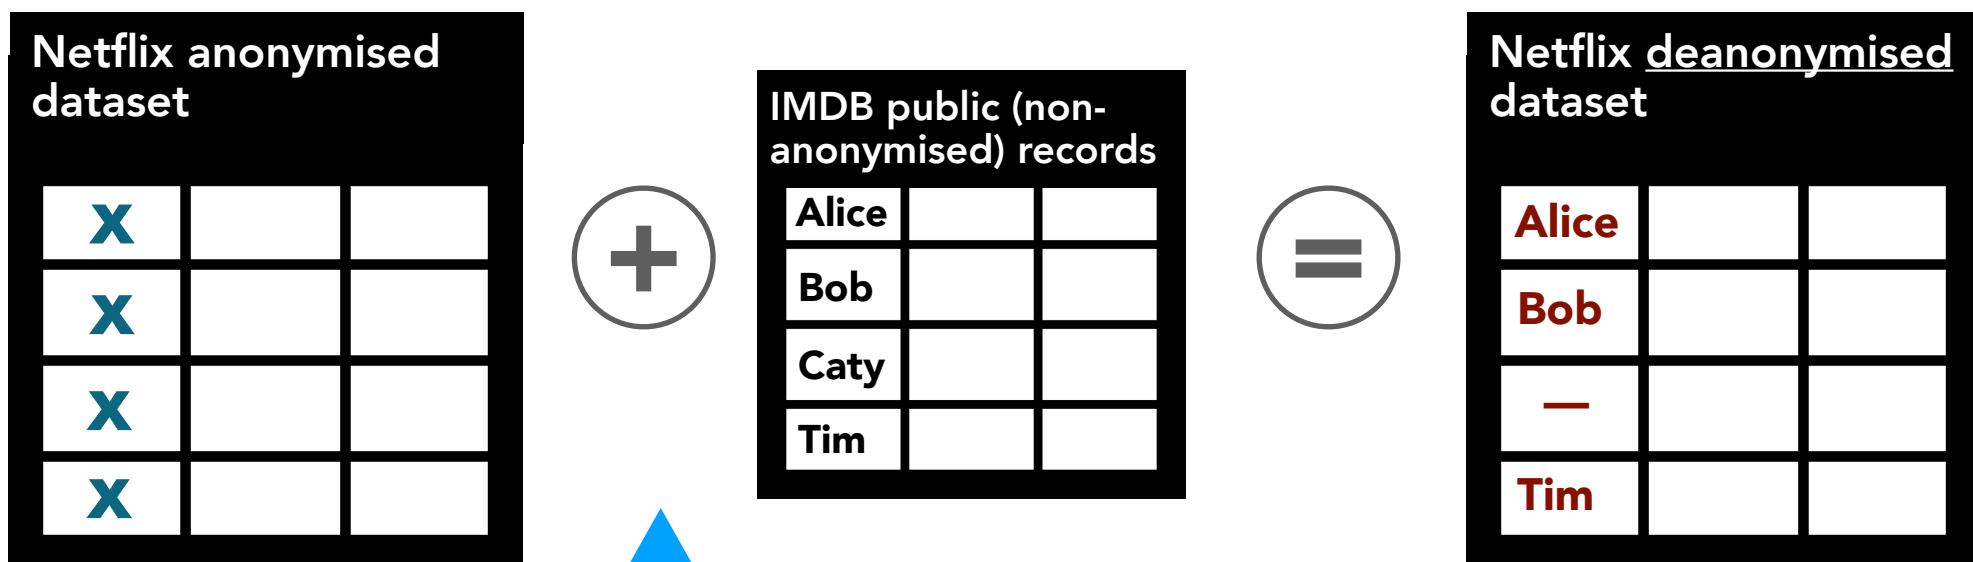 Netflix anonymised
dataset
X
X
X
X
+
IMDB public (non-
anonymised) records
Alice
Bob
Caty
Tim
=
Netflix deanonymised
dataset
Alice
Bob
—
Tim